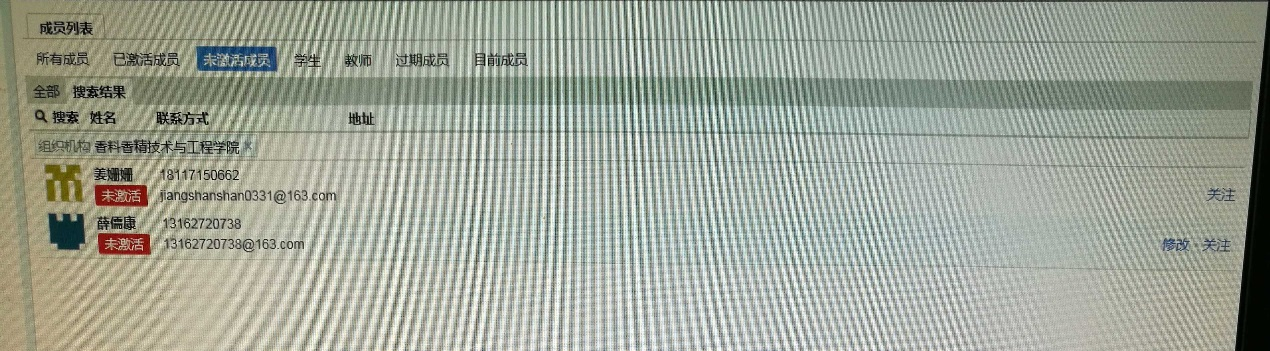 成员列表
所有成员 已激活成员 未激活成员 学生 教师 过期成员 目前成员
全部 搜索结果
搜索 姓名 联系方式 地址
组织机构 香料香精技术与工程学院 ×
姜姗姗 18117150662
未激活 jiangshanshan0331@163.com 关注
薛儒康 13162720738
未激活 13162720738@163.com 修改 · 关注